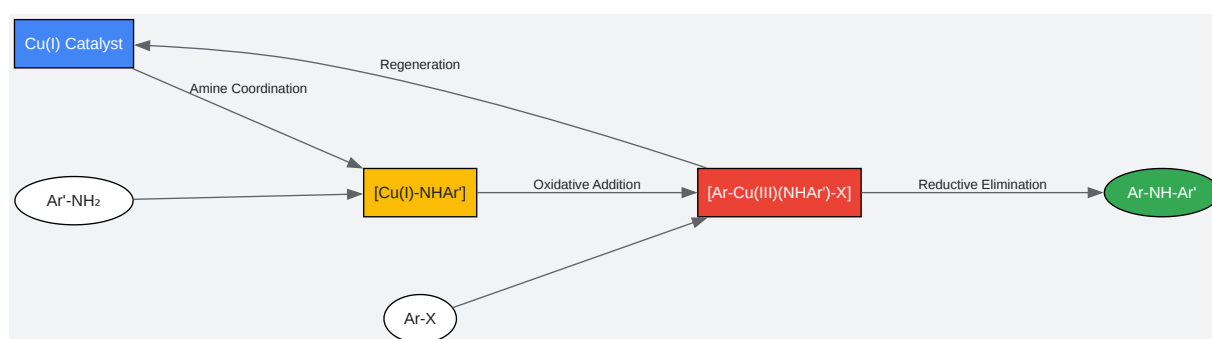 Cu(I) Catalyst
Regeneration
Amine Coordination
Ar'-NH₂
[Cu(I)-NHAr']
Oxidative Addition
[Ar-Cu(III)(NHAr')-X]
Reductive Elimination
Ar-NH-Ar'
Ar-X